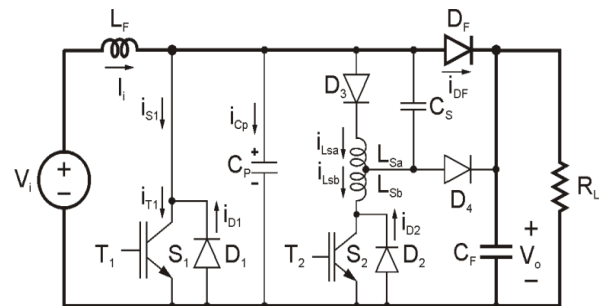 L_F
D_F
I_i
i_DF
i_S1
i_Cp
D_3
C_S
i_Lsa
L_Sa
+
C_P
−
i_Lsb
L_Sb
D_4
V_i
+
−
R_L
i_T1
i_D1
i_D2
T_1
S_1
D_1
T_2
S_2
D_2
C_F
+
V_o
−